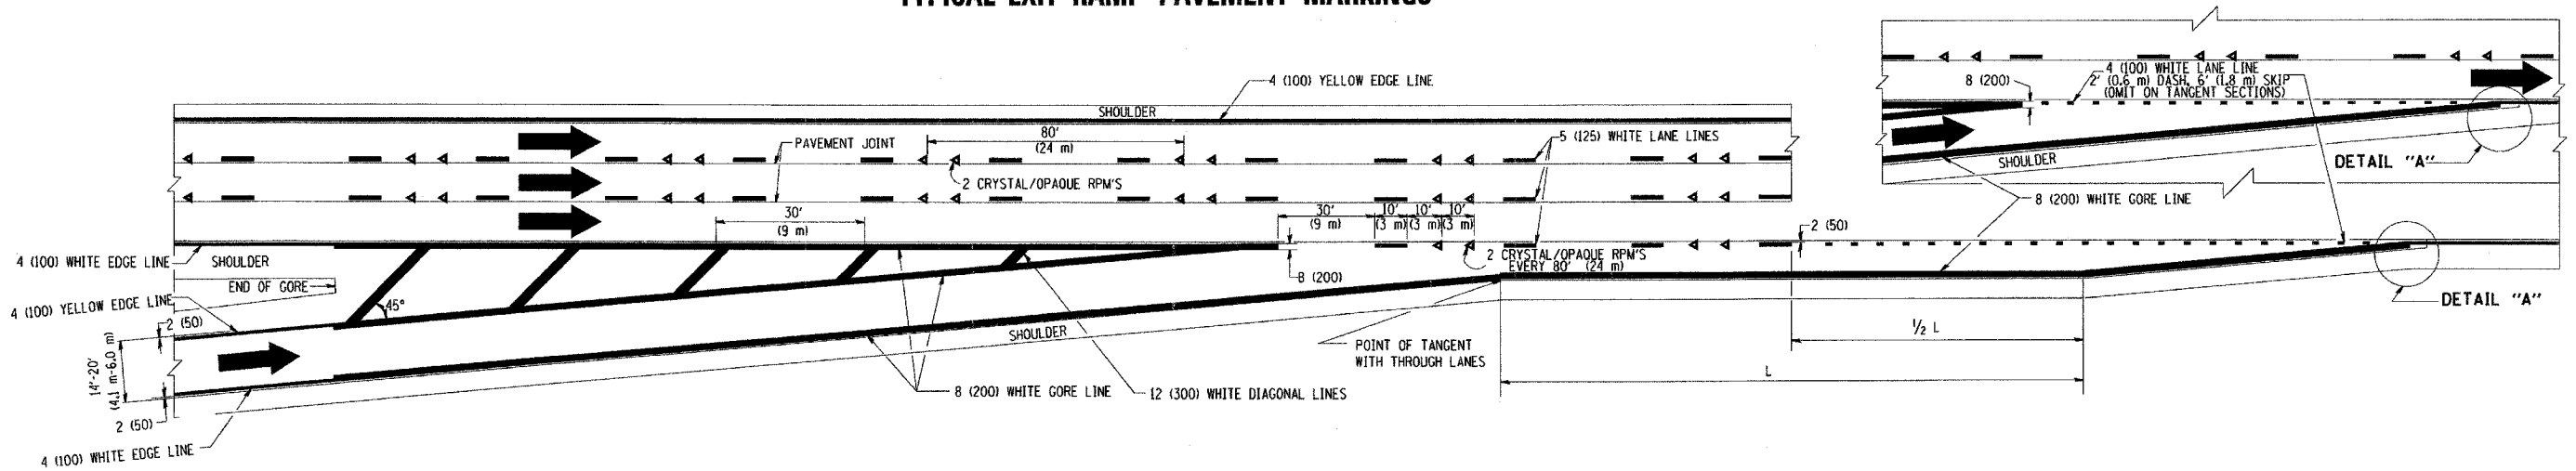 4 (100) YELLOW EDGE LINE
SHOULDER
80'
(24 m)
PAVEMENT JOINT
5 (125) WHITE LANE LINES
2 CRYSTAL/OPAQUE RPM'S
30'
(9 m)
30'
(9 m)
10'
(3 m)
10'
(3 m)
10'
(3 m)
4 (100) WHITE EDGE LINE
SHOULDER
END OF GORE
4 (100) YELLOW EDGE LINE
45°
2 (50)
14'-20'
(4.1 m-6.0 m)
2 (50)
4 (100) WHITE EDGE LINE
8 (200)
2 CRYSTAL/OPAQUE RPM'S
EVERY 80' (24 m)
SHOULDER
8 (200) WHITE GORE LINE
12 (300) WHITE DIAGONAL LINES
POINT OF TANGENT
WITH THROUGH LANES
L
½ L
2 (50)
8 (200) WHITE GORE LINE
DETAIL "A"
8 (200)
4 (100) WHITE LANE LINE
2' (0.6 m) DASH, 6' (1.8 m) SKIP
(OMIT ON TANGENT SECTIONS)
SHOULDER
DETAIL "A"